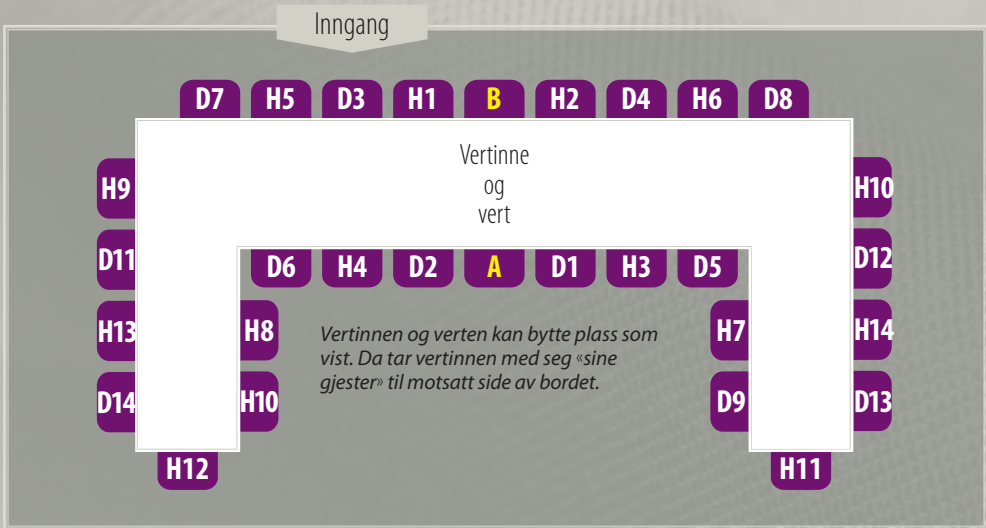 Inngang
D7 H5 D3 H1 B H2 D4 H6 D8
Vertinne
og
vert
H9 H10
D11 D12
D6 H4 D2 A D1 H3 D5
H13 H8 H7 H14
Vertinnen og verten kan bytte plass som
vist. Da tar vertinnen med seg «sine
gjester» til motsatt side av bordet.
D14 H10 D9 D13
H12 H11